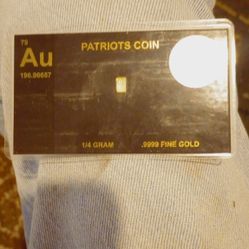 79
Au
196.96657
PATRIOTS COIN
1/4 GRAM
.9999 FINE GOLD